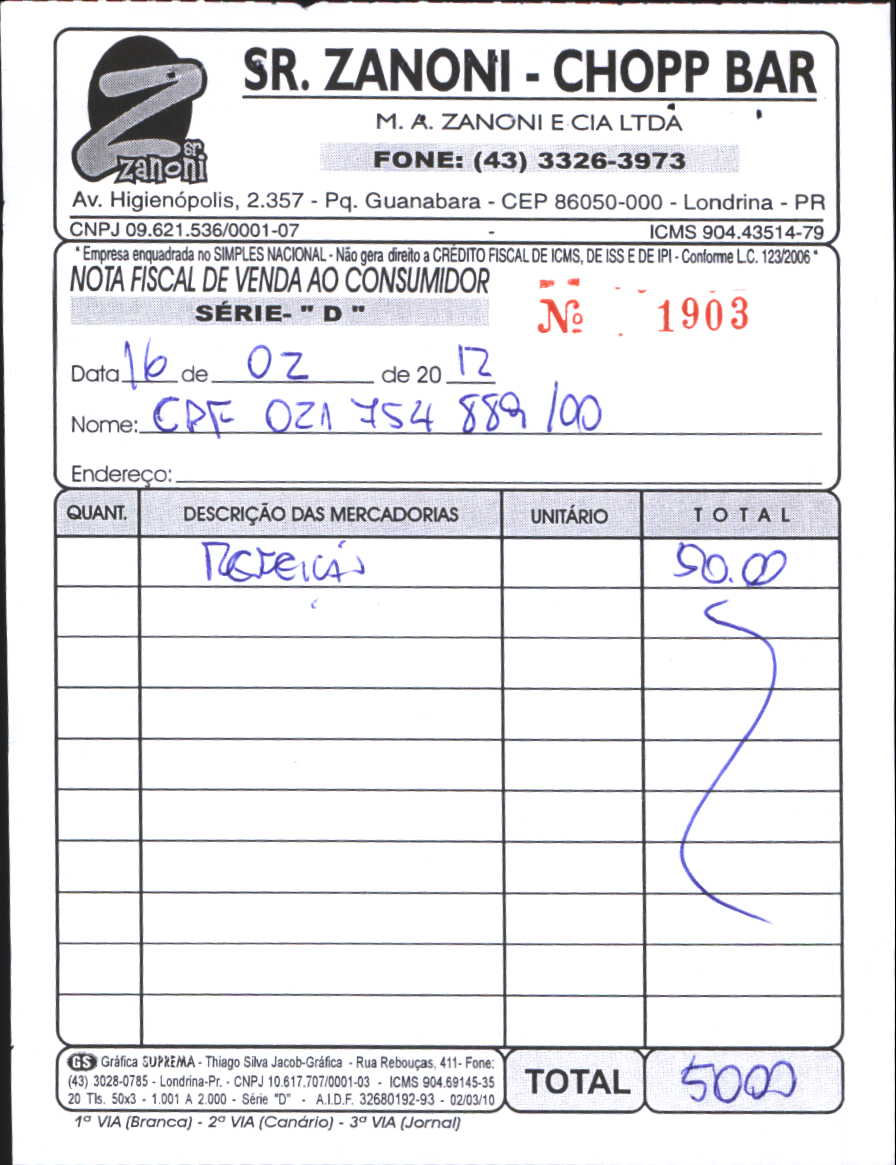 SR. ZANONI - CHOPP BAR
M. A. ZANONI E CIA LTDA
Z sr zanoni
FONE: (43) 3326-3973
Av. Higienópolis, 2.357 - Pq. Guanabara - CEP 86050-000 - Londrina - PR
CNPJ 09.621.536/0001-07 - ICMS 904.43514-79
* Empresa enquadrada no SIMPLES NACIONAL - Não gera direito a CRÉDITO FISCAL DE ICMS, DE ISS E DE IPI - Conforme L.C. 123/2006 *
NOTA FISCAL DE VENDA AO CONSUMIDOR
SÉRIE- " D "
Nº 1903
Data 16 de 02 de 20 12
Nome: CPF 021 754 889 /00
Endereço:
QUANT. DESCRIÇÃO DAS MERCADORIAS UNITÁRIO TOTAL
Refeição 50.00
GS Gráfica SUPREMA - Thiago Silva Jacob-Gráfica - Rua Rebouças, 411- Fone:
(43) 3028-0785 - Londrina-Pr. - CNPJ 10.617.707/0001-03 - ICMS 904.69145-35
20 Tls. 50x3 - 1.001 A 2.000 - Série "D" - A.I.D.F. 32680192-93 - 02/03/10
TOTAL 5000
1ª VIA (Branca) - 2ª VIA (Canário) - 3ª VIA (Jornal)